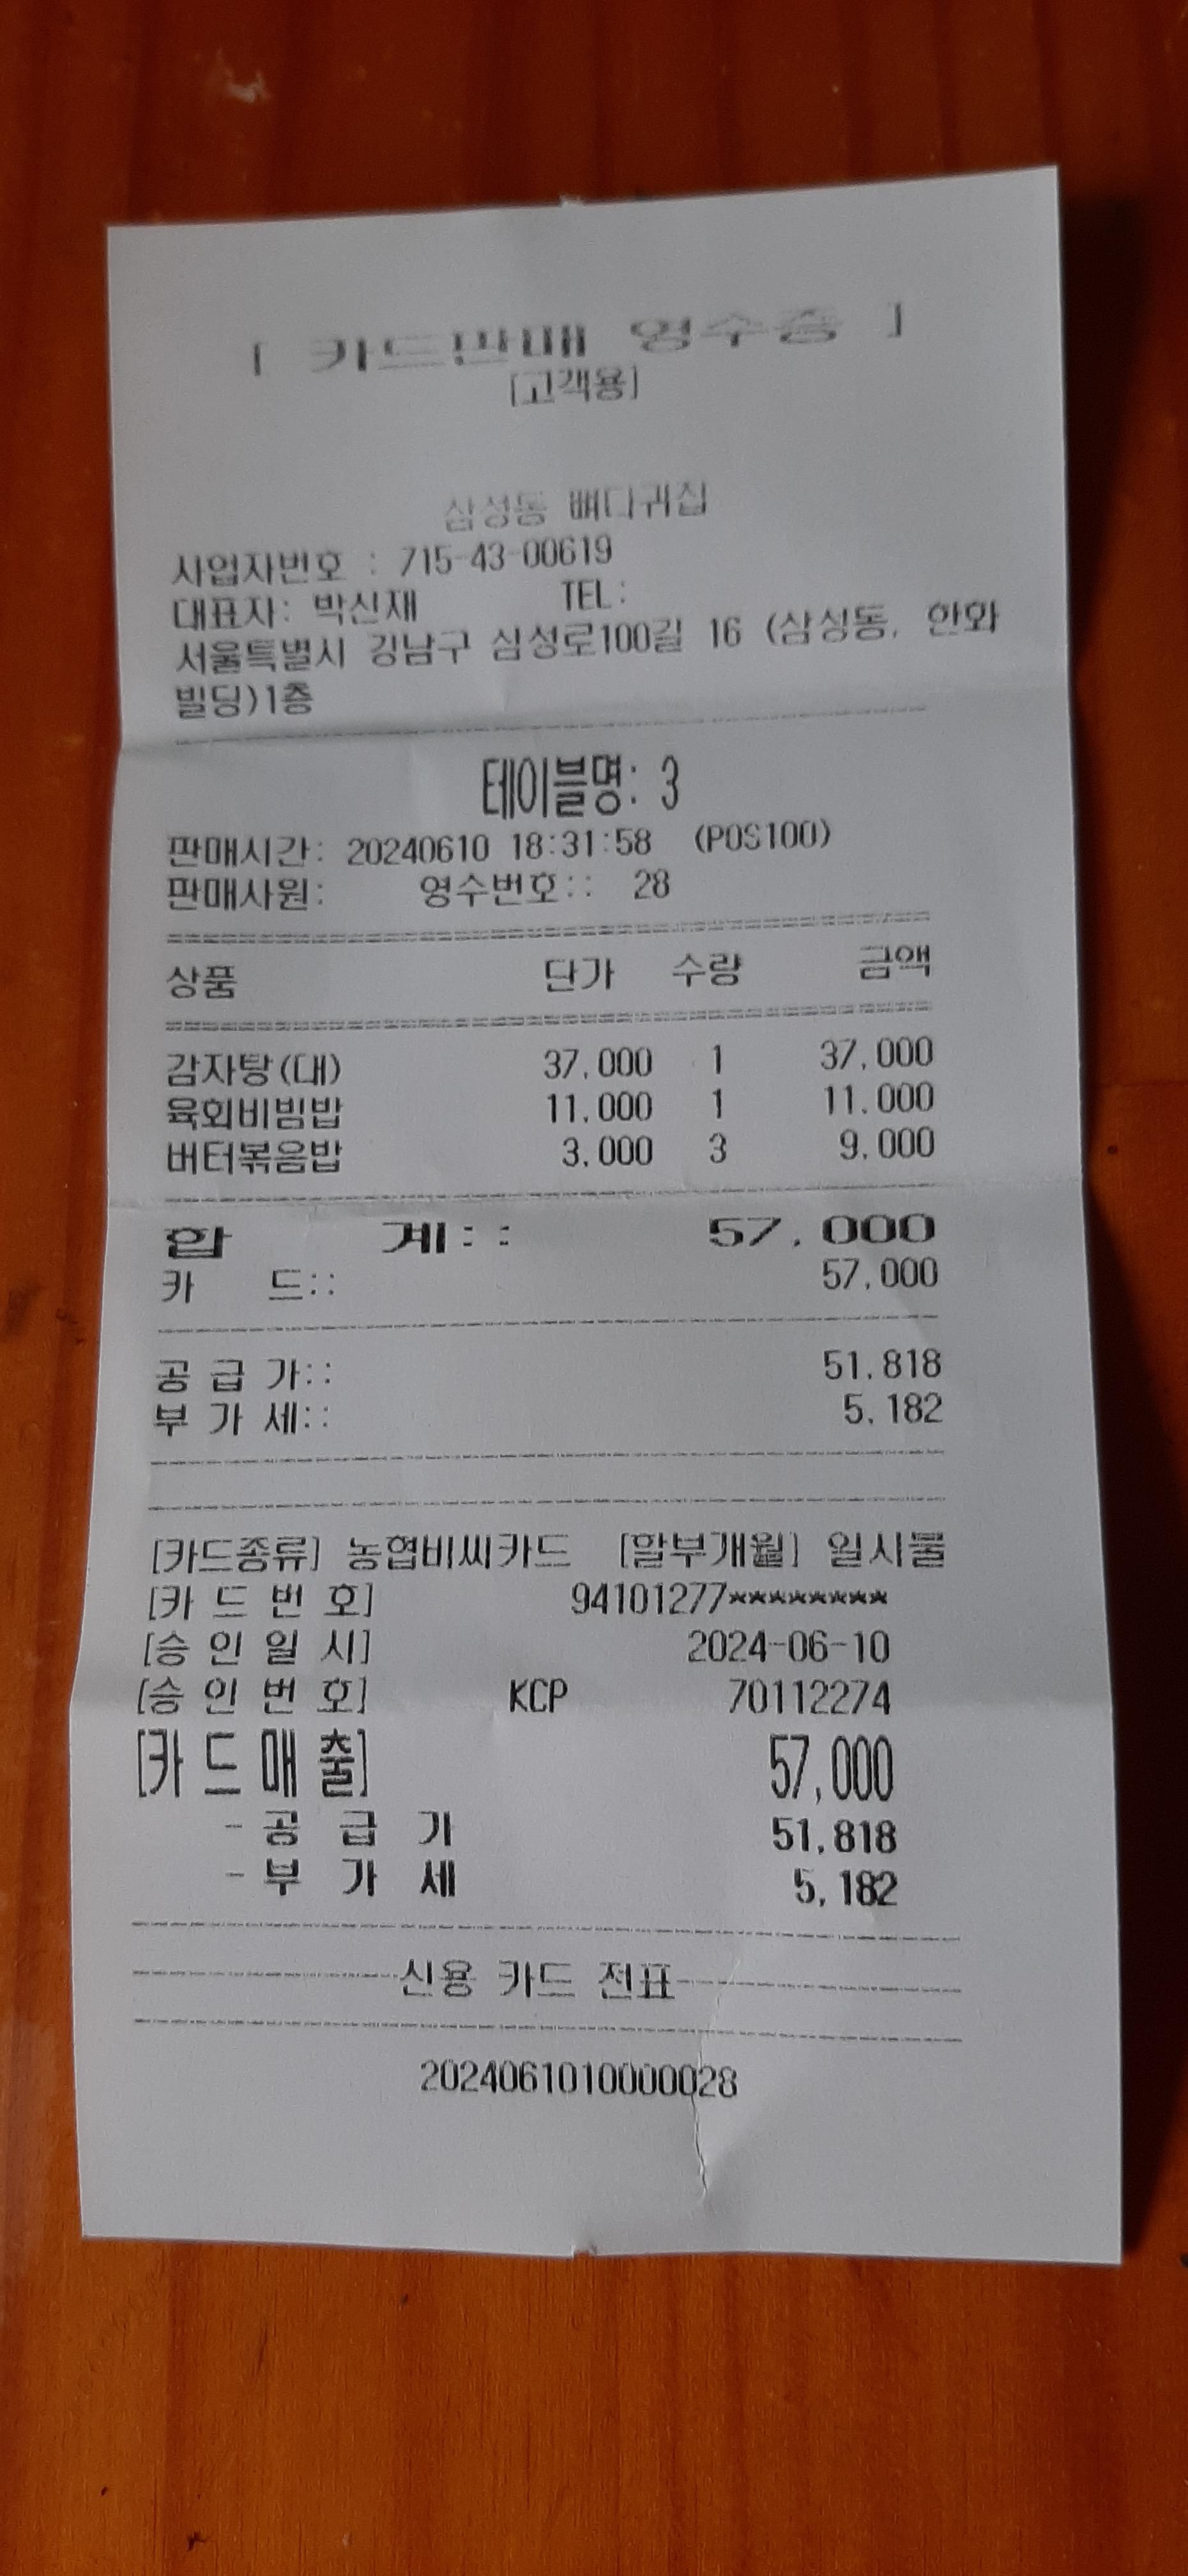 [ 카드판매 영수증 ]
[고객용]
삼성동 뼈다귀집
사업자번호 : 715-43-00619
대표자: 박신재 TEL:
서울특별시 강남구 삼성로100길 16 (삼성동, 한화
빌딩)1층
테이블명: 3
판매시간: 20240610 18:31:58 (POS100)
판매사원: 영수번호:: 28
상품 단가 수량 금액
감자탕(대) 37,000 1 37,000
육회비빔밥 11,000 1 11,000
버터볶음밥 3,000 3 9,000
합 계:: 57,000
카 드:: 57,000
공 급 가:: 51,818
부 가 세:: 5,182
[카드종류] 농협비씨카드 [할부개월] 일시불
[카 드 번 호] 94101277********
[승 인 일 시] 2024-06-10
[승 인 번 호] KCP 70112274
[카 드 매 출] 57,000
- 공 급 가 51,818
- 부 가 세 5,182
신용 카드 전표
2024061010000028